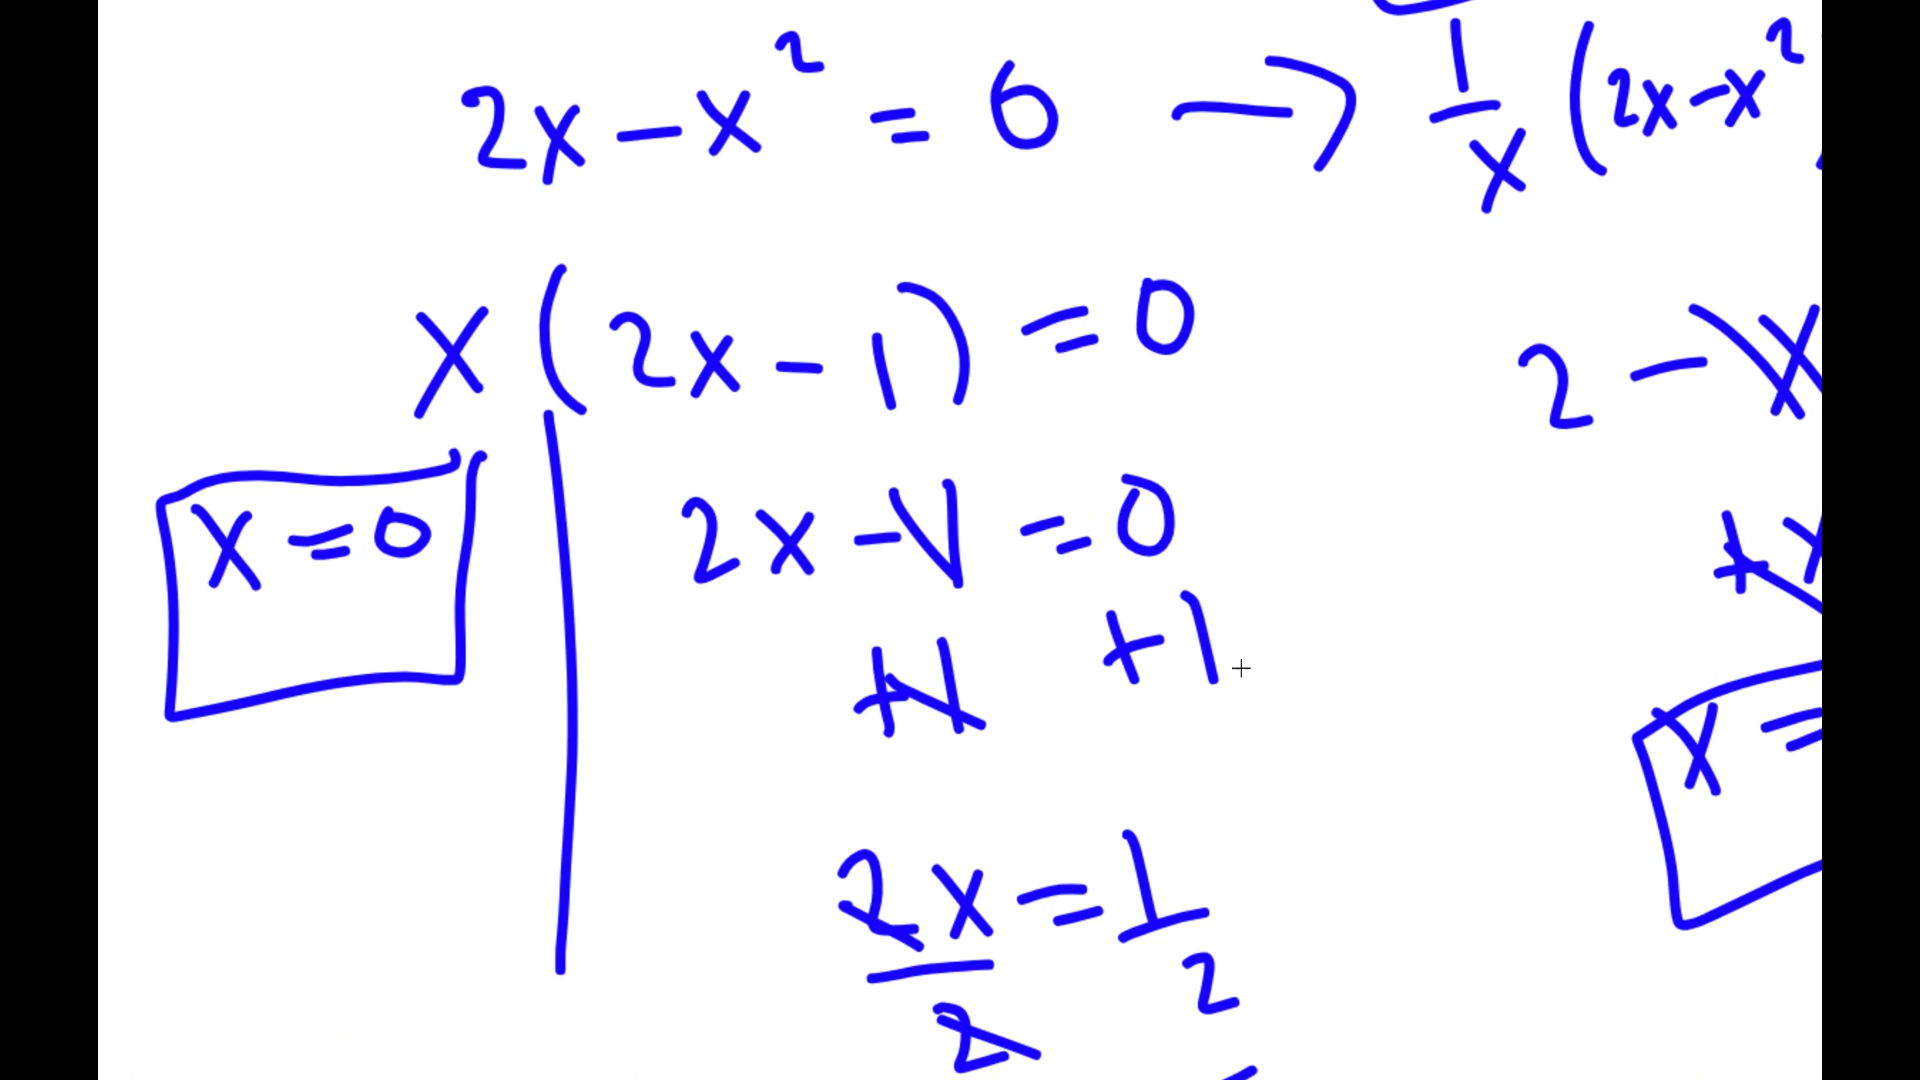 2x - x² = 0 → 1/x (2x - x²
x (2x - 1) = 0
2 - x
x = 0
2x - 1 = 0
+1 +1
+x
x =
2x/2 = 1/2